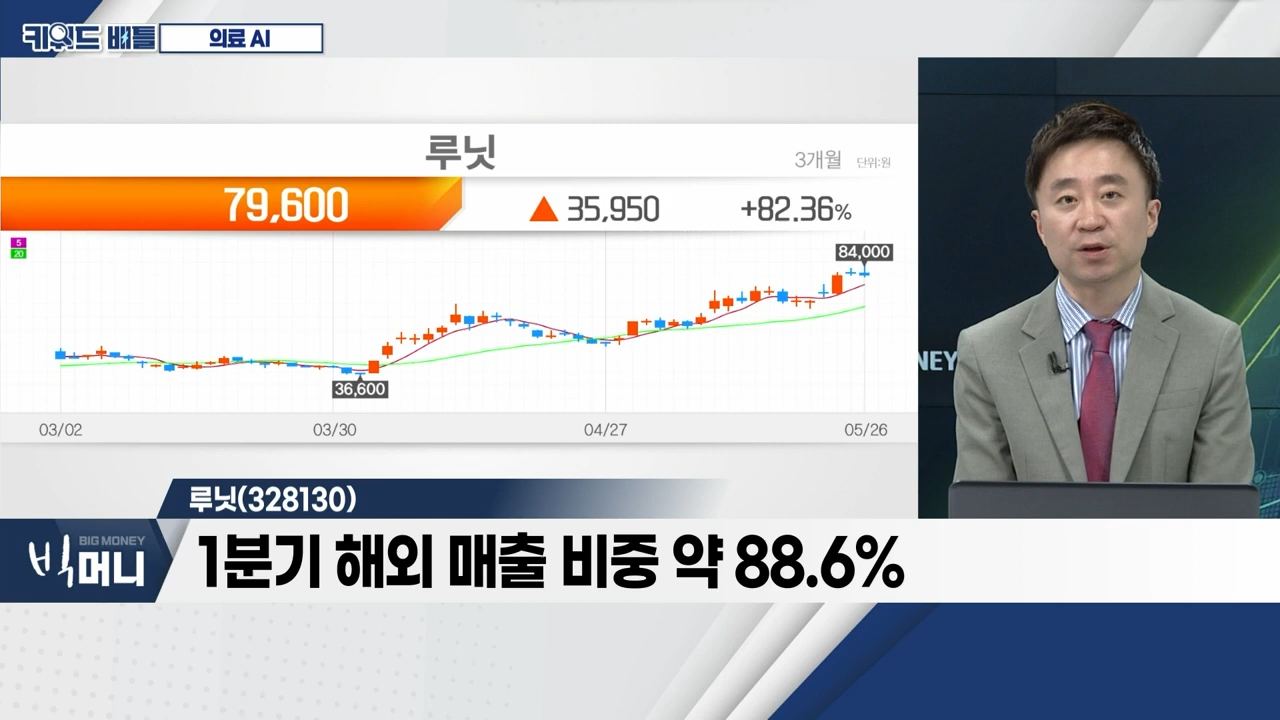 키워드 배틀
의료 AI
루닛
3개월 단위:원
79,600
▲ 35,950
+82.36%
5
20
84,000
36,600
03/02
03/30
04/27
05/26
NEY
루닛(328130)
BIG MONEY
빅머니
1분기 해외 매출 비중 약 88.6%